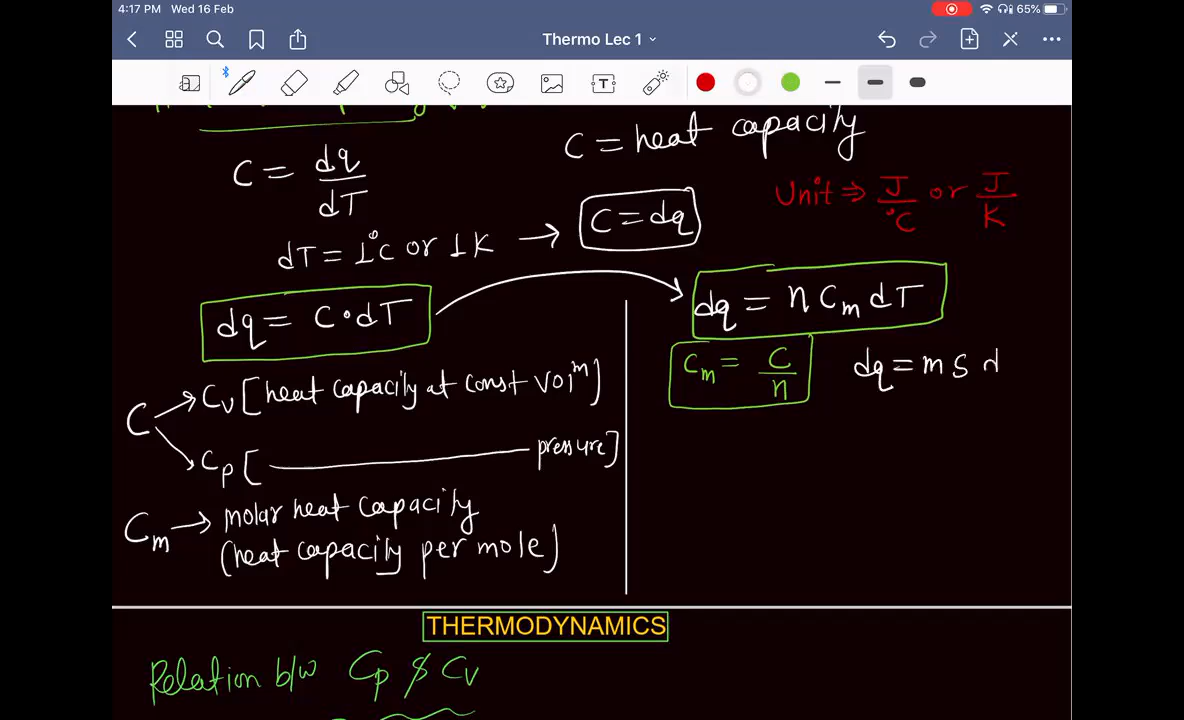 4:17 PM Wed 16 Feb
65%
Thermo Lec 1
C = heat capacity
C = dq/dT
Unit ⇒ J/°C or J/K
dT = 1°C or 1K → C = dq
dq = C·dT
dq = n Cm dT
Cm = C/n
dq = m s d
C
Cv [heat capacity at const volm]
Cp [ ——— pressure]
Cm → molar heat capacity
(heat capacity per mole)
THERMODYNAMICS
Relation b/w Cp & Cv